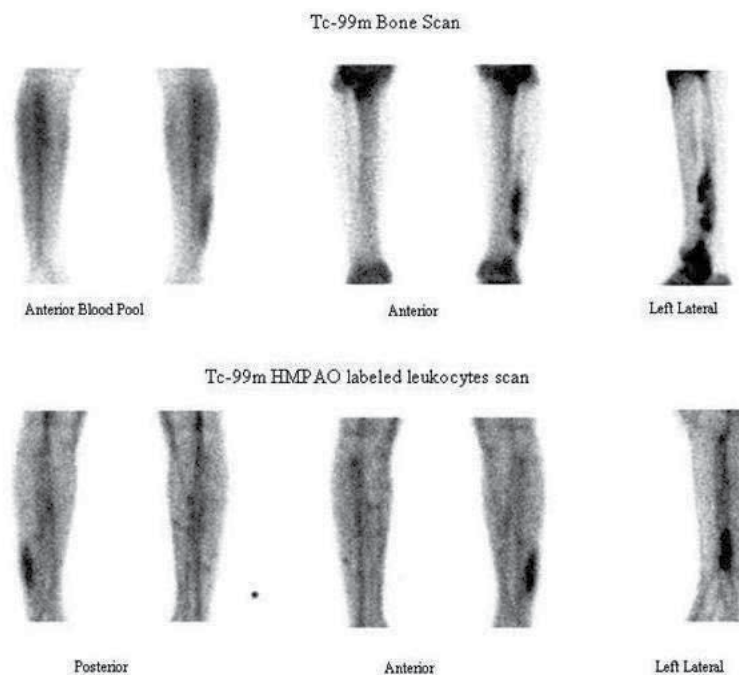 Tc-99m Bone Scan
Anterior Blood Pool
Anterior
Left Lateral
Tc-99m HMPAO labeled leukocytes scan
Posterior
Anterior
Left Lateral